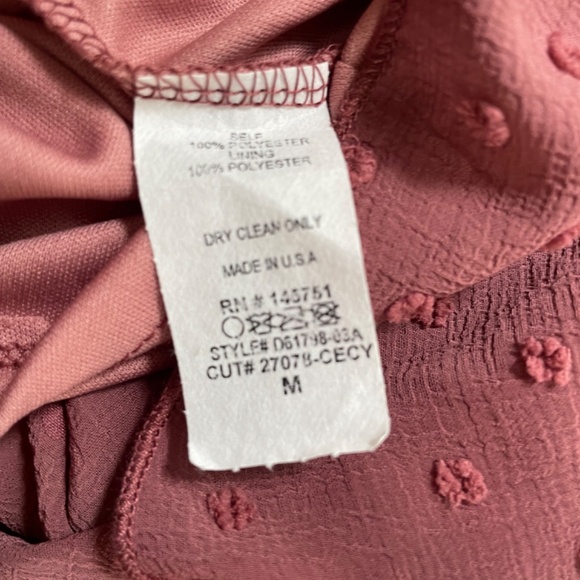 SELF
100% POLYESTER
LINING
100% POLYESTER
DRY CLEAN ONLY
MADE IN U.S.A
RN # 143751
STYLE# D61798-03A
CUT# 27078-CECY
M